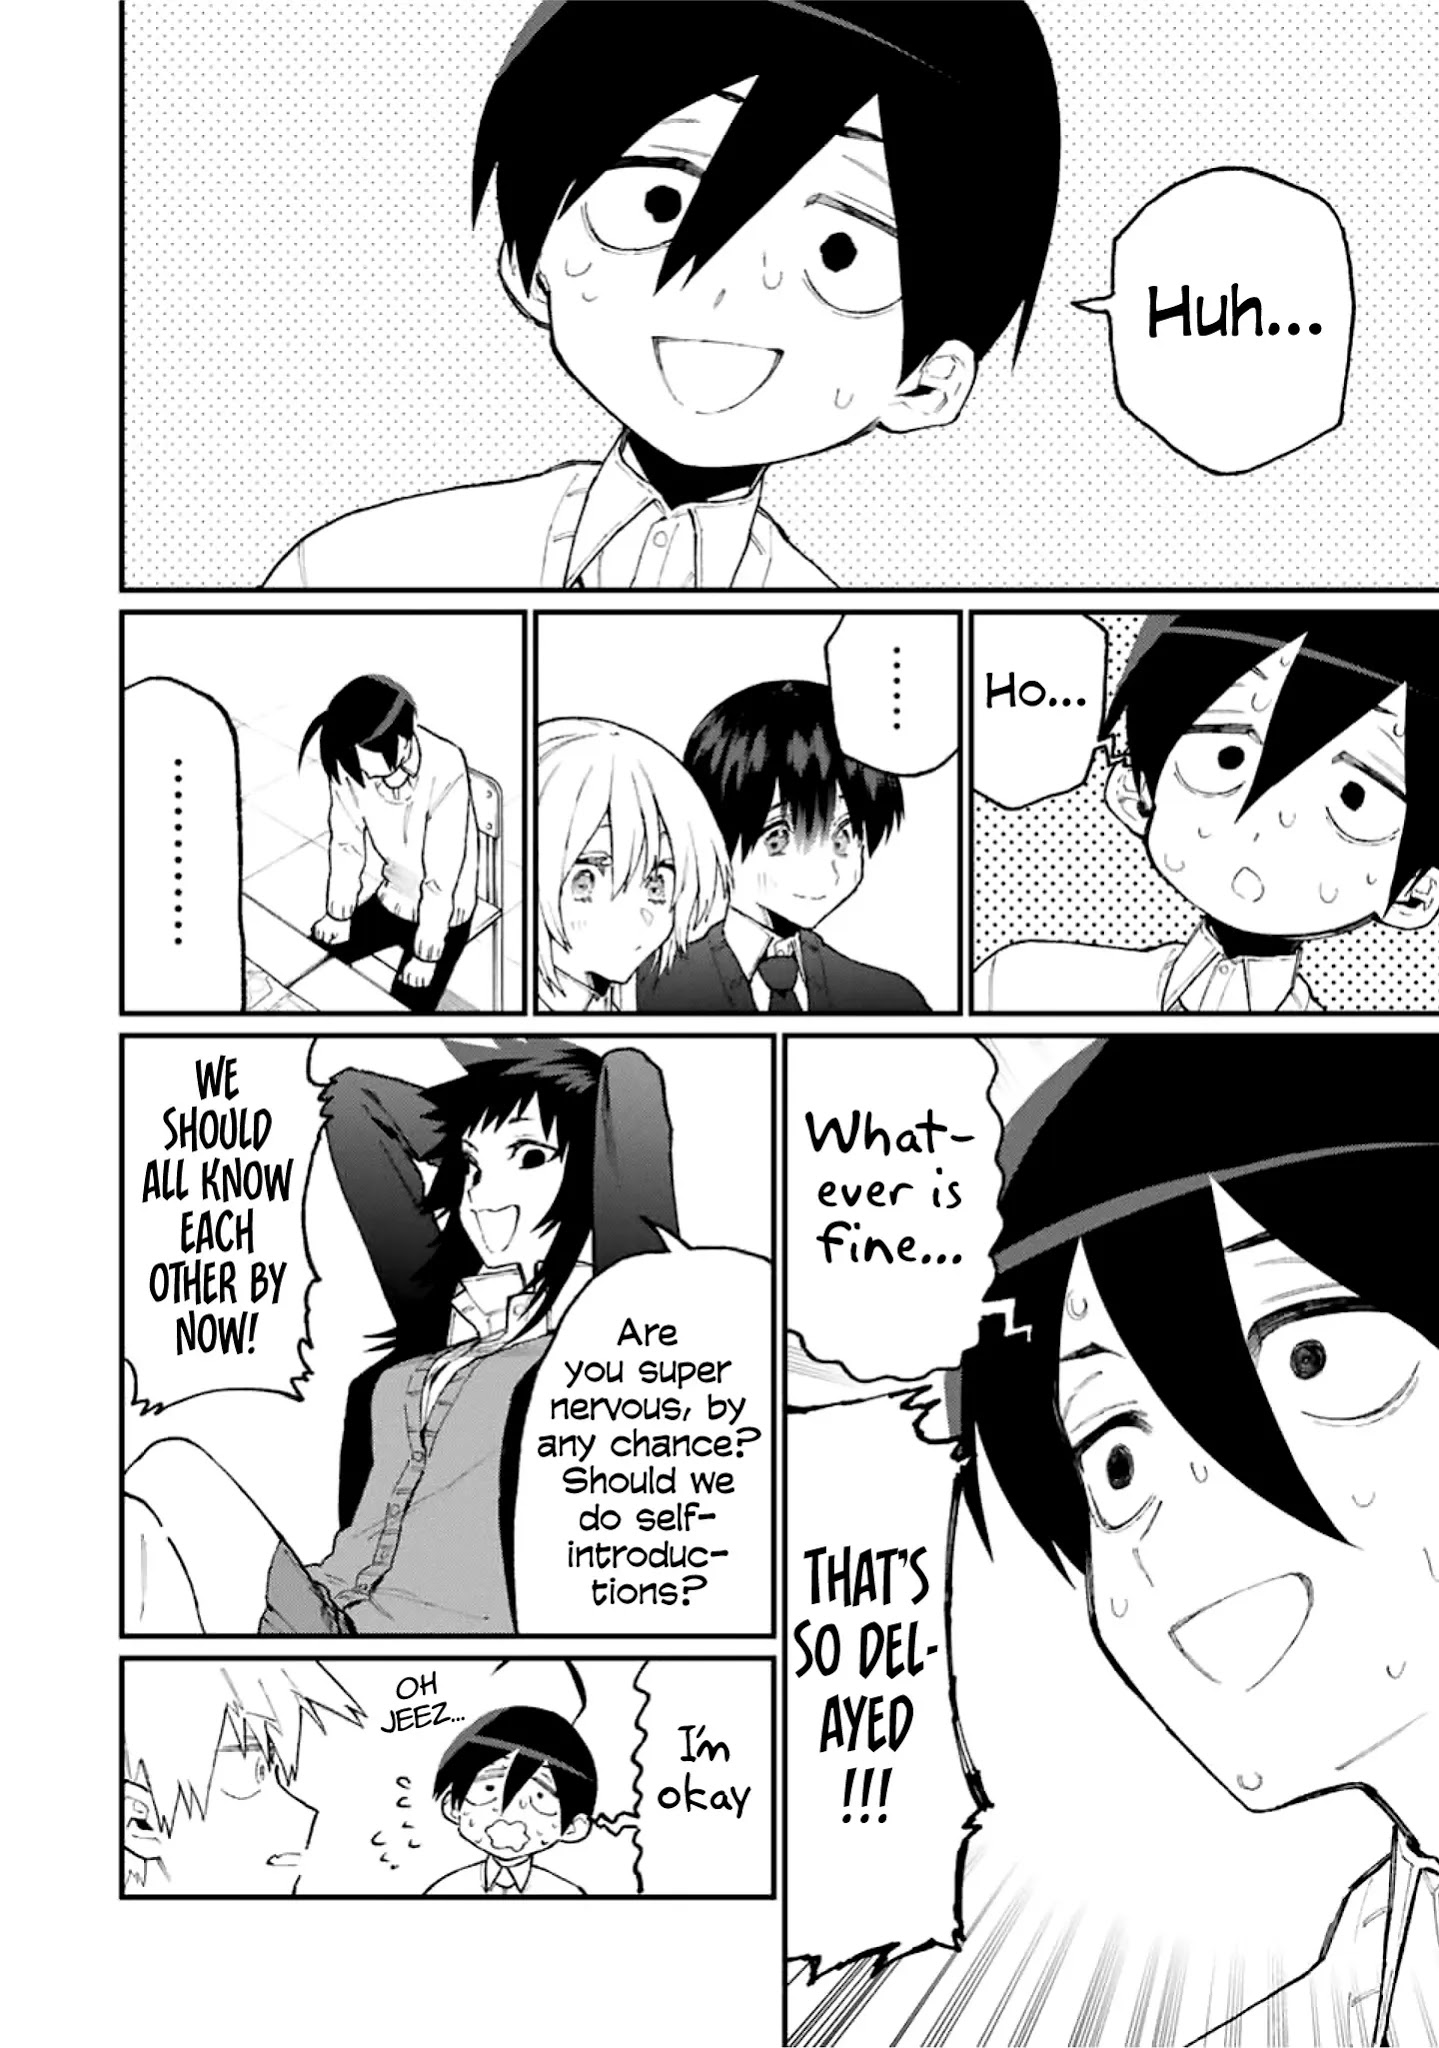 Huh...
Ho...
......
..........
What-
ever is
fine...
THAT'S
SO DEL-
AYED
!!!
Are
you super
nervous, by
any chance?
Should we
do self-
introduc-
tions?
WE
SHOULD
ALL KNOW
EACH
OTHER BY
NOW!
I'm
okay
OH
JEEZ...